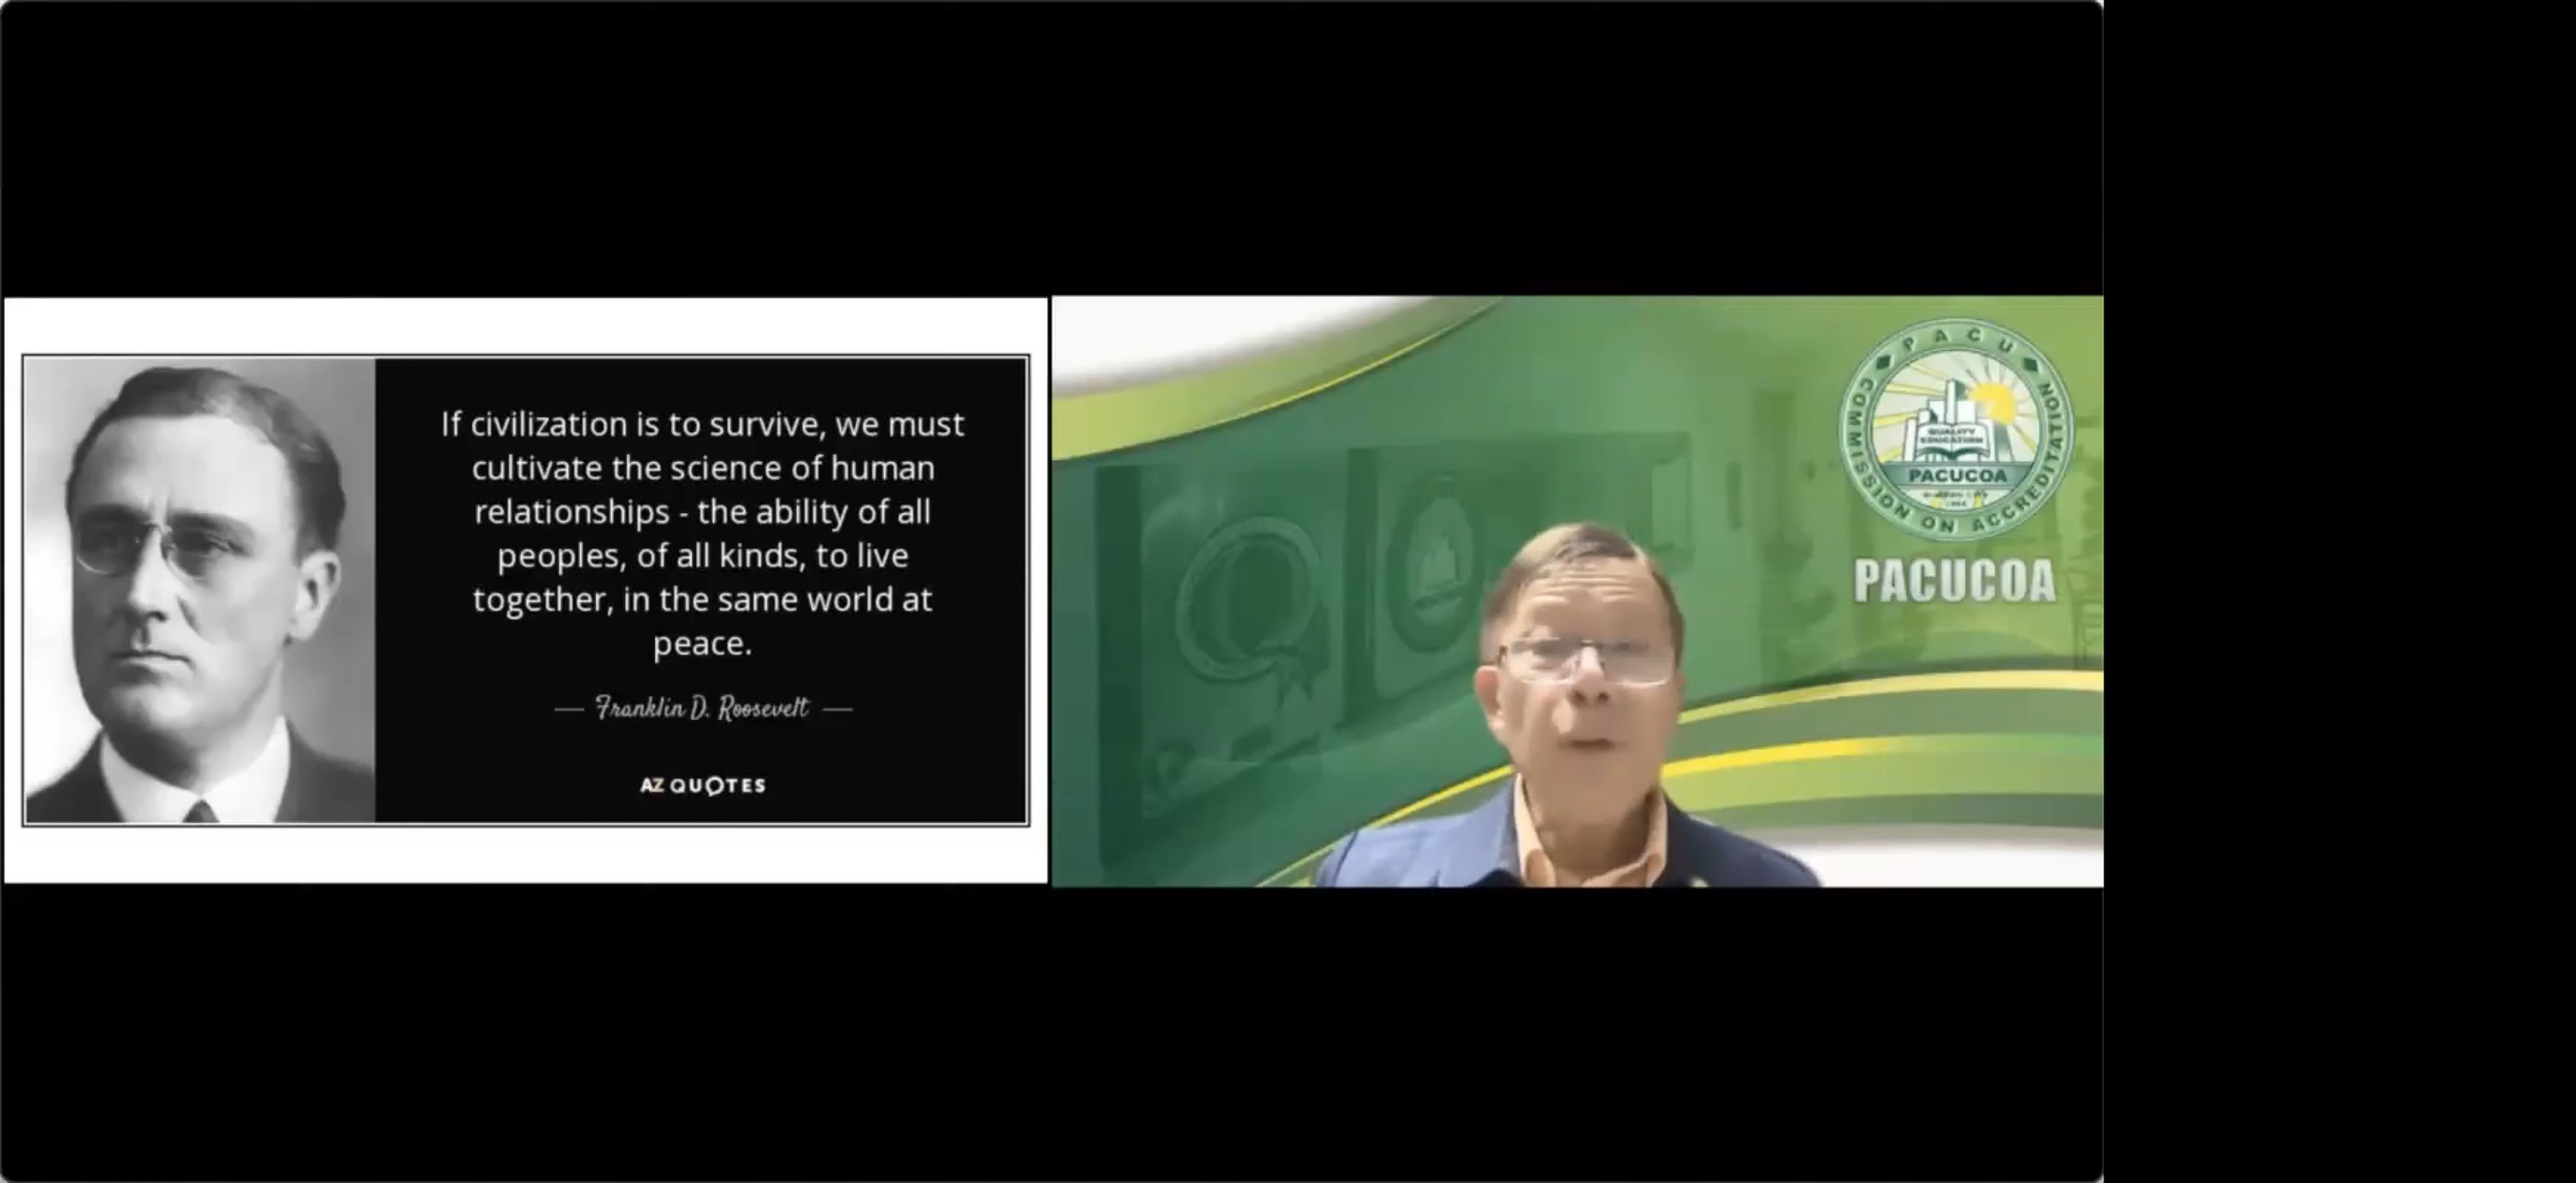 If civilization is to survive, we must
cultivate the science of human
relationships - the ability of all
peoples, of all kinds, to live
together, in the same world at
peace.
— Franklin D. Roosevelt —
AZ QUOTES
PACU
COMMISSION ON ACCREDITATION
QUALITY
EDUCATION
PACUCOA
PACUCOA